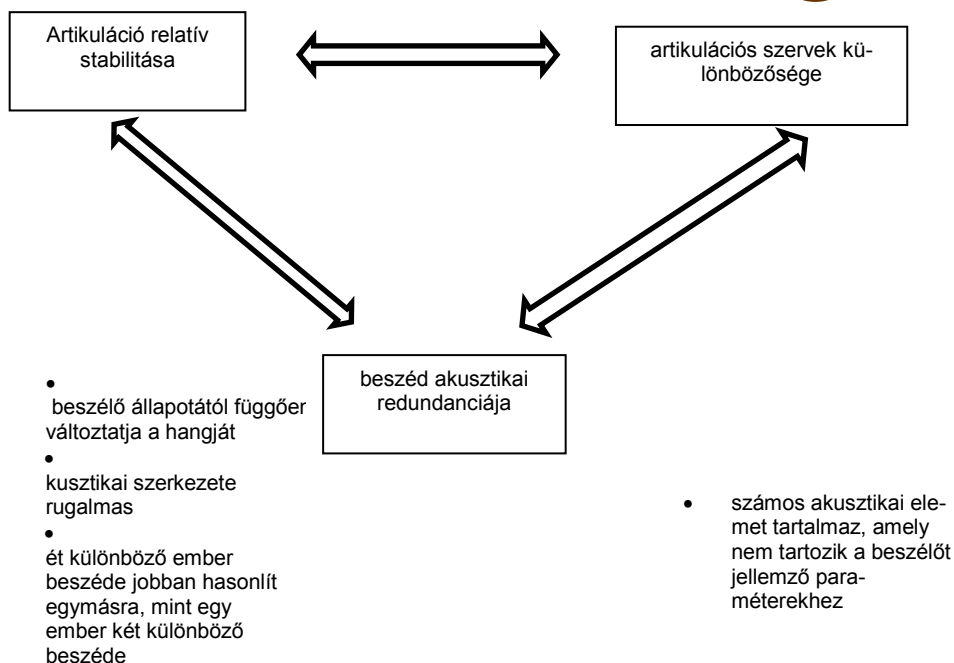 Artikuláció relatív
stabilitása
artikulációs szervek kü-
lönbözősége
beszéd akusztikai
redundanciája
•
beszélő állapotától függőer
változtatja a hangját
•
kusztikai szerkezete
rugalmas
•
ét különböző ember
beszéde jobban hasonlít
egymásra, mint egy
ember két különböző
beszéde
• számos akusztikai ele-
met tartalmaz, amely
nem tartozik a beszélőt
jellemző para-
méterekhez